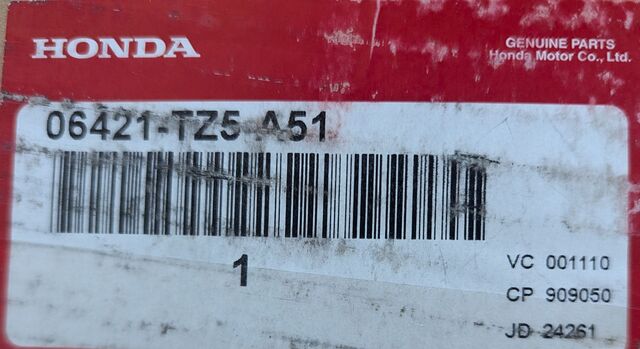 HONDA
GENUINE PARTS
Honda Motor Co., Ltd.
06421-TZ5 A51
1
VC 001110
CP 909050
JD 24261